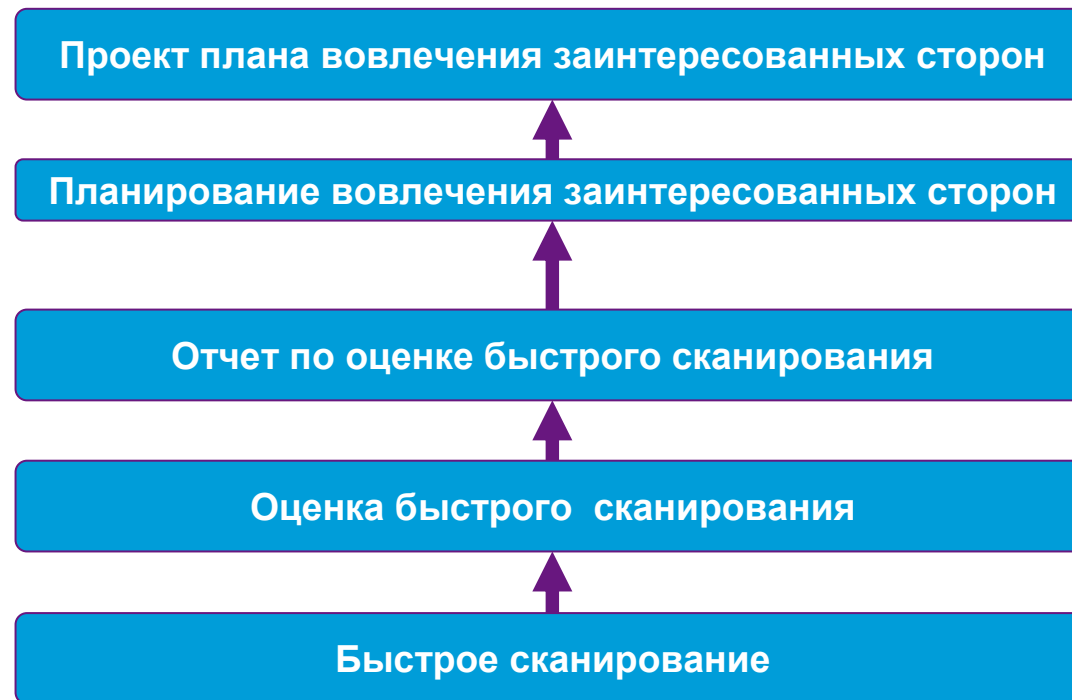 Проект плана вовлечения заинтересованных сторон
Планирование вовлечения заинтересованных сторон
Отчет по оценке быстрого сканирования
Оценка быстрого  сканирования
Быстрое сканирование